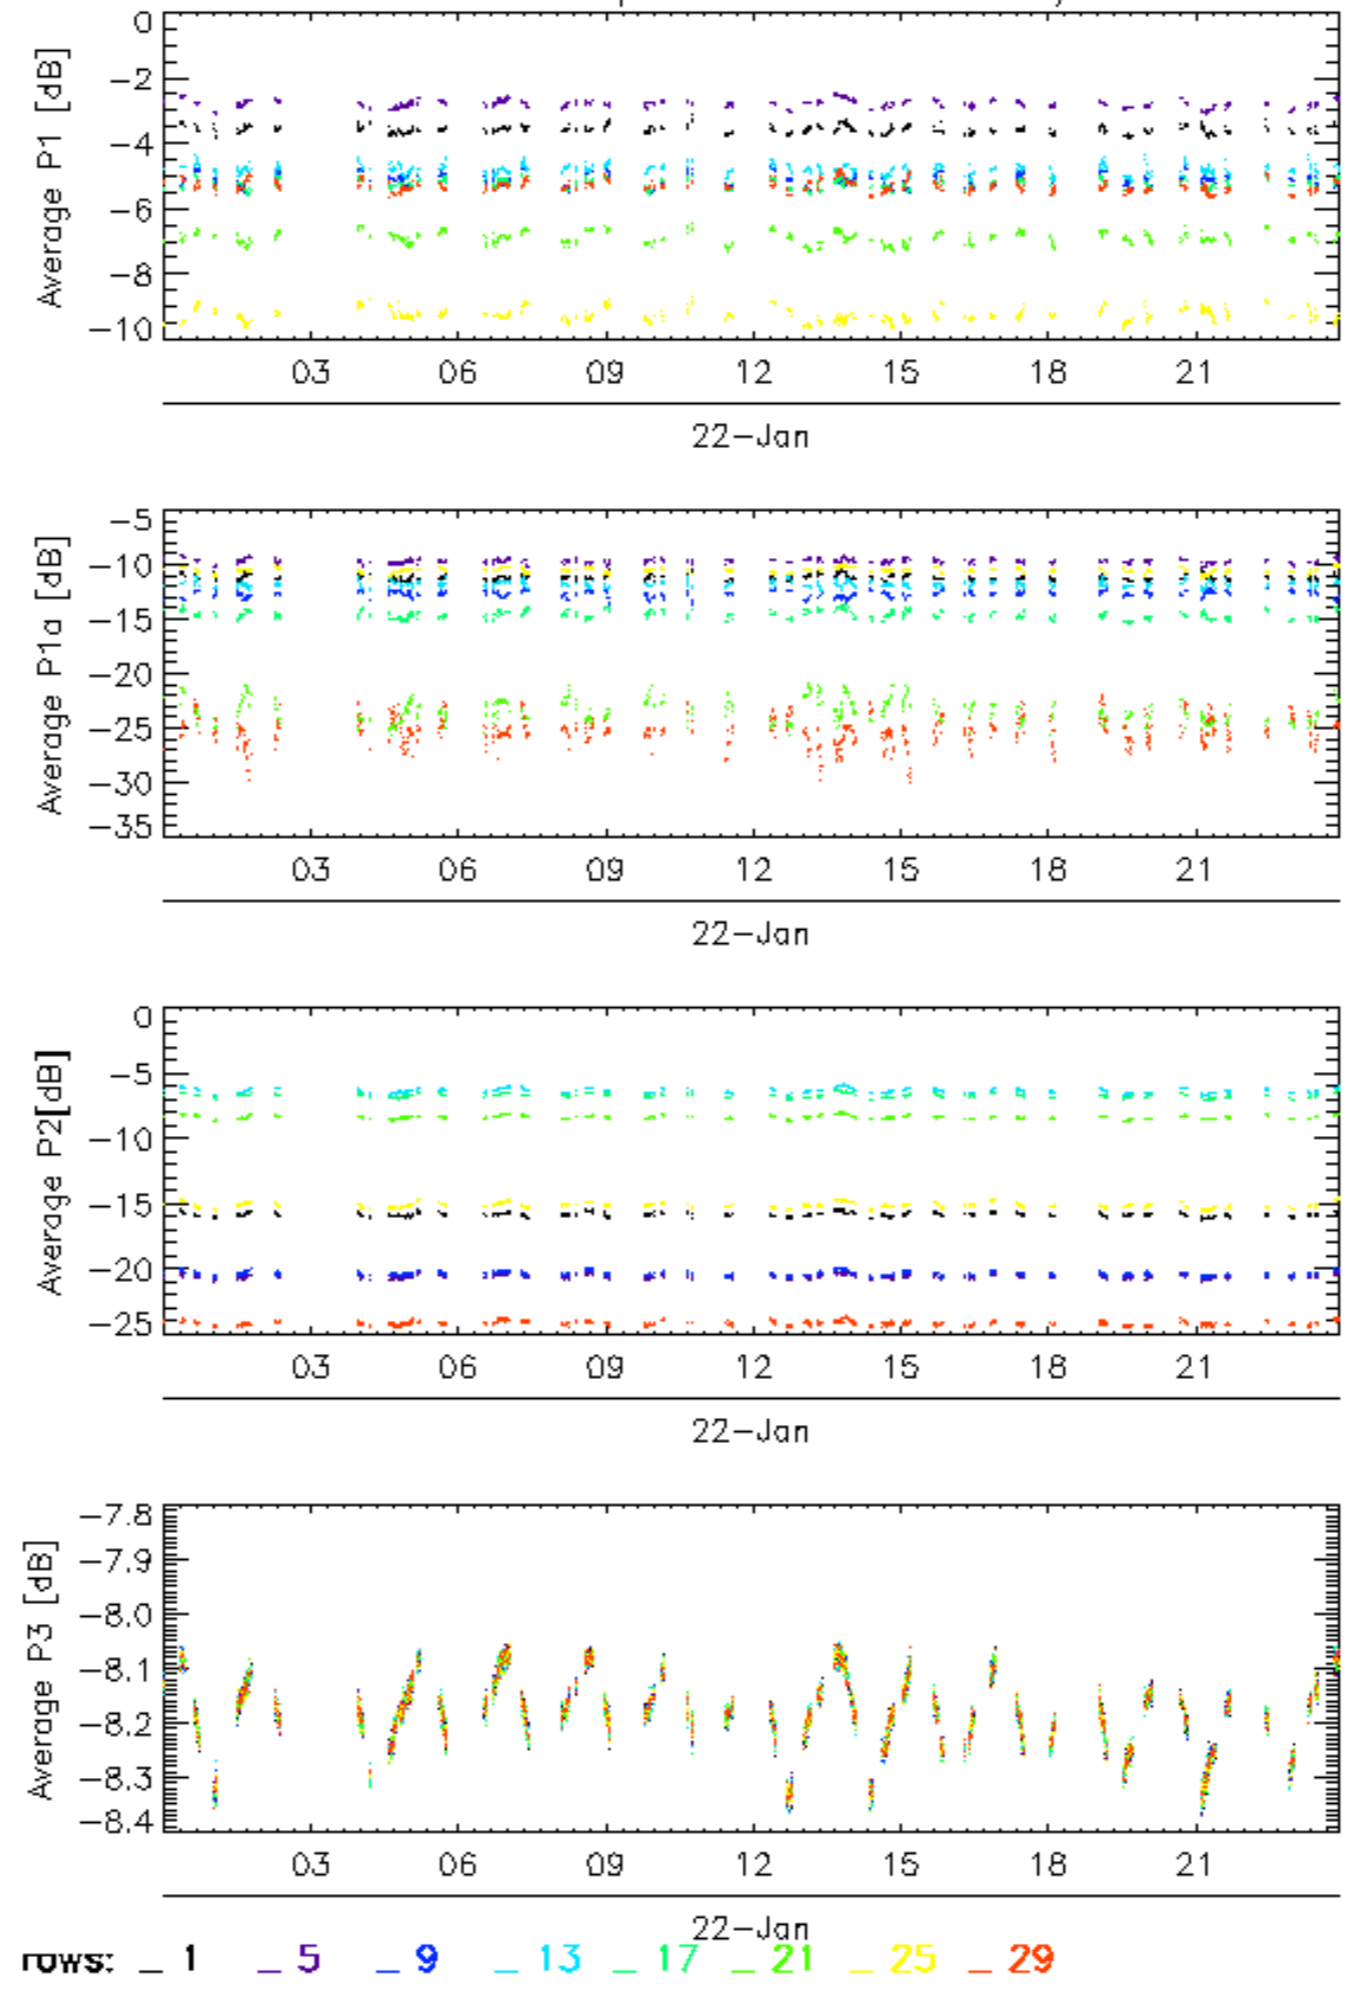 0
−2
−4
−6
−8
−10
Average P1 [dB]
03 06 09 12 15 18 21
22−Jan
−5
−10
−15
−20
−25
−30
−35
Average P1a [dB]
03 06 09 12 15 18 21
22−Jan
0
−5
−10
−15
−20
−25
Average P2[dB]
03 06 09 12 15 18 21
22−Jan
−7.8
−7.9
−8.0
−8.1
−8.2
−8.3
−8.4
Average P3 [dB]
03 06 09 12 15 18 21
22−Jan
rows: _ 1 _ 5 _ 9 _ 13 _ 17 _ 21 _ 25 _ 29